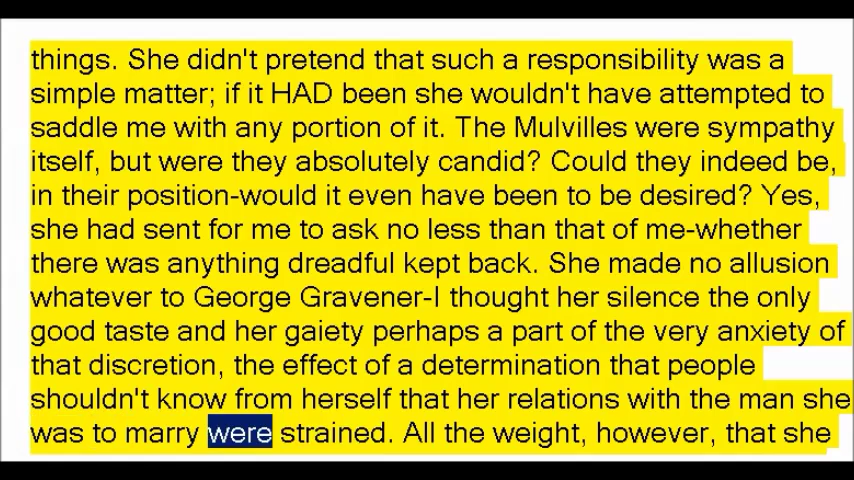 things. She didn't pretend that such a responsibility was a
simple matter; if it HAD been she wouldn't have attempted to
saddle me with any portion of it. The Mulvilles were sympathy
itself, but were they absolutely candid? Could they indeed be,
in their position-would it even have been to be desired? Yes,
she had sent for me to ask no less than that of me-whether
there was anything dreadful kept back. She made no allusion
whatever to George Gravener-I thought her silence the only
good taste and her gaiety perhaps a part of the very anxiety of
that discretion, the effect of a determination that people
shouldn't know from herself that her relations with the man she
was to marry were strained. All the weight, however, that she